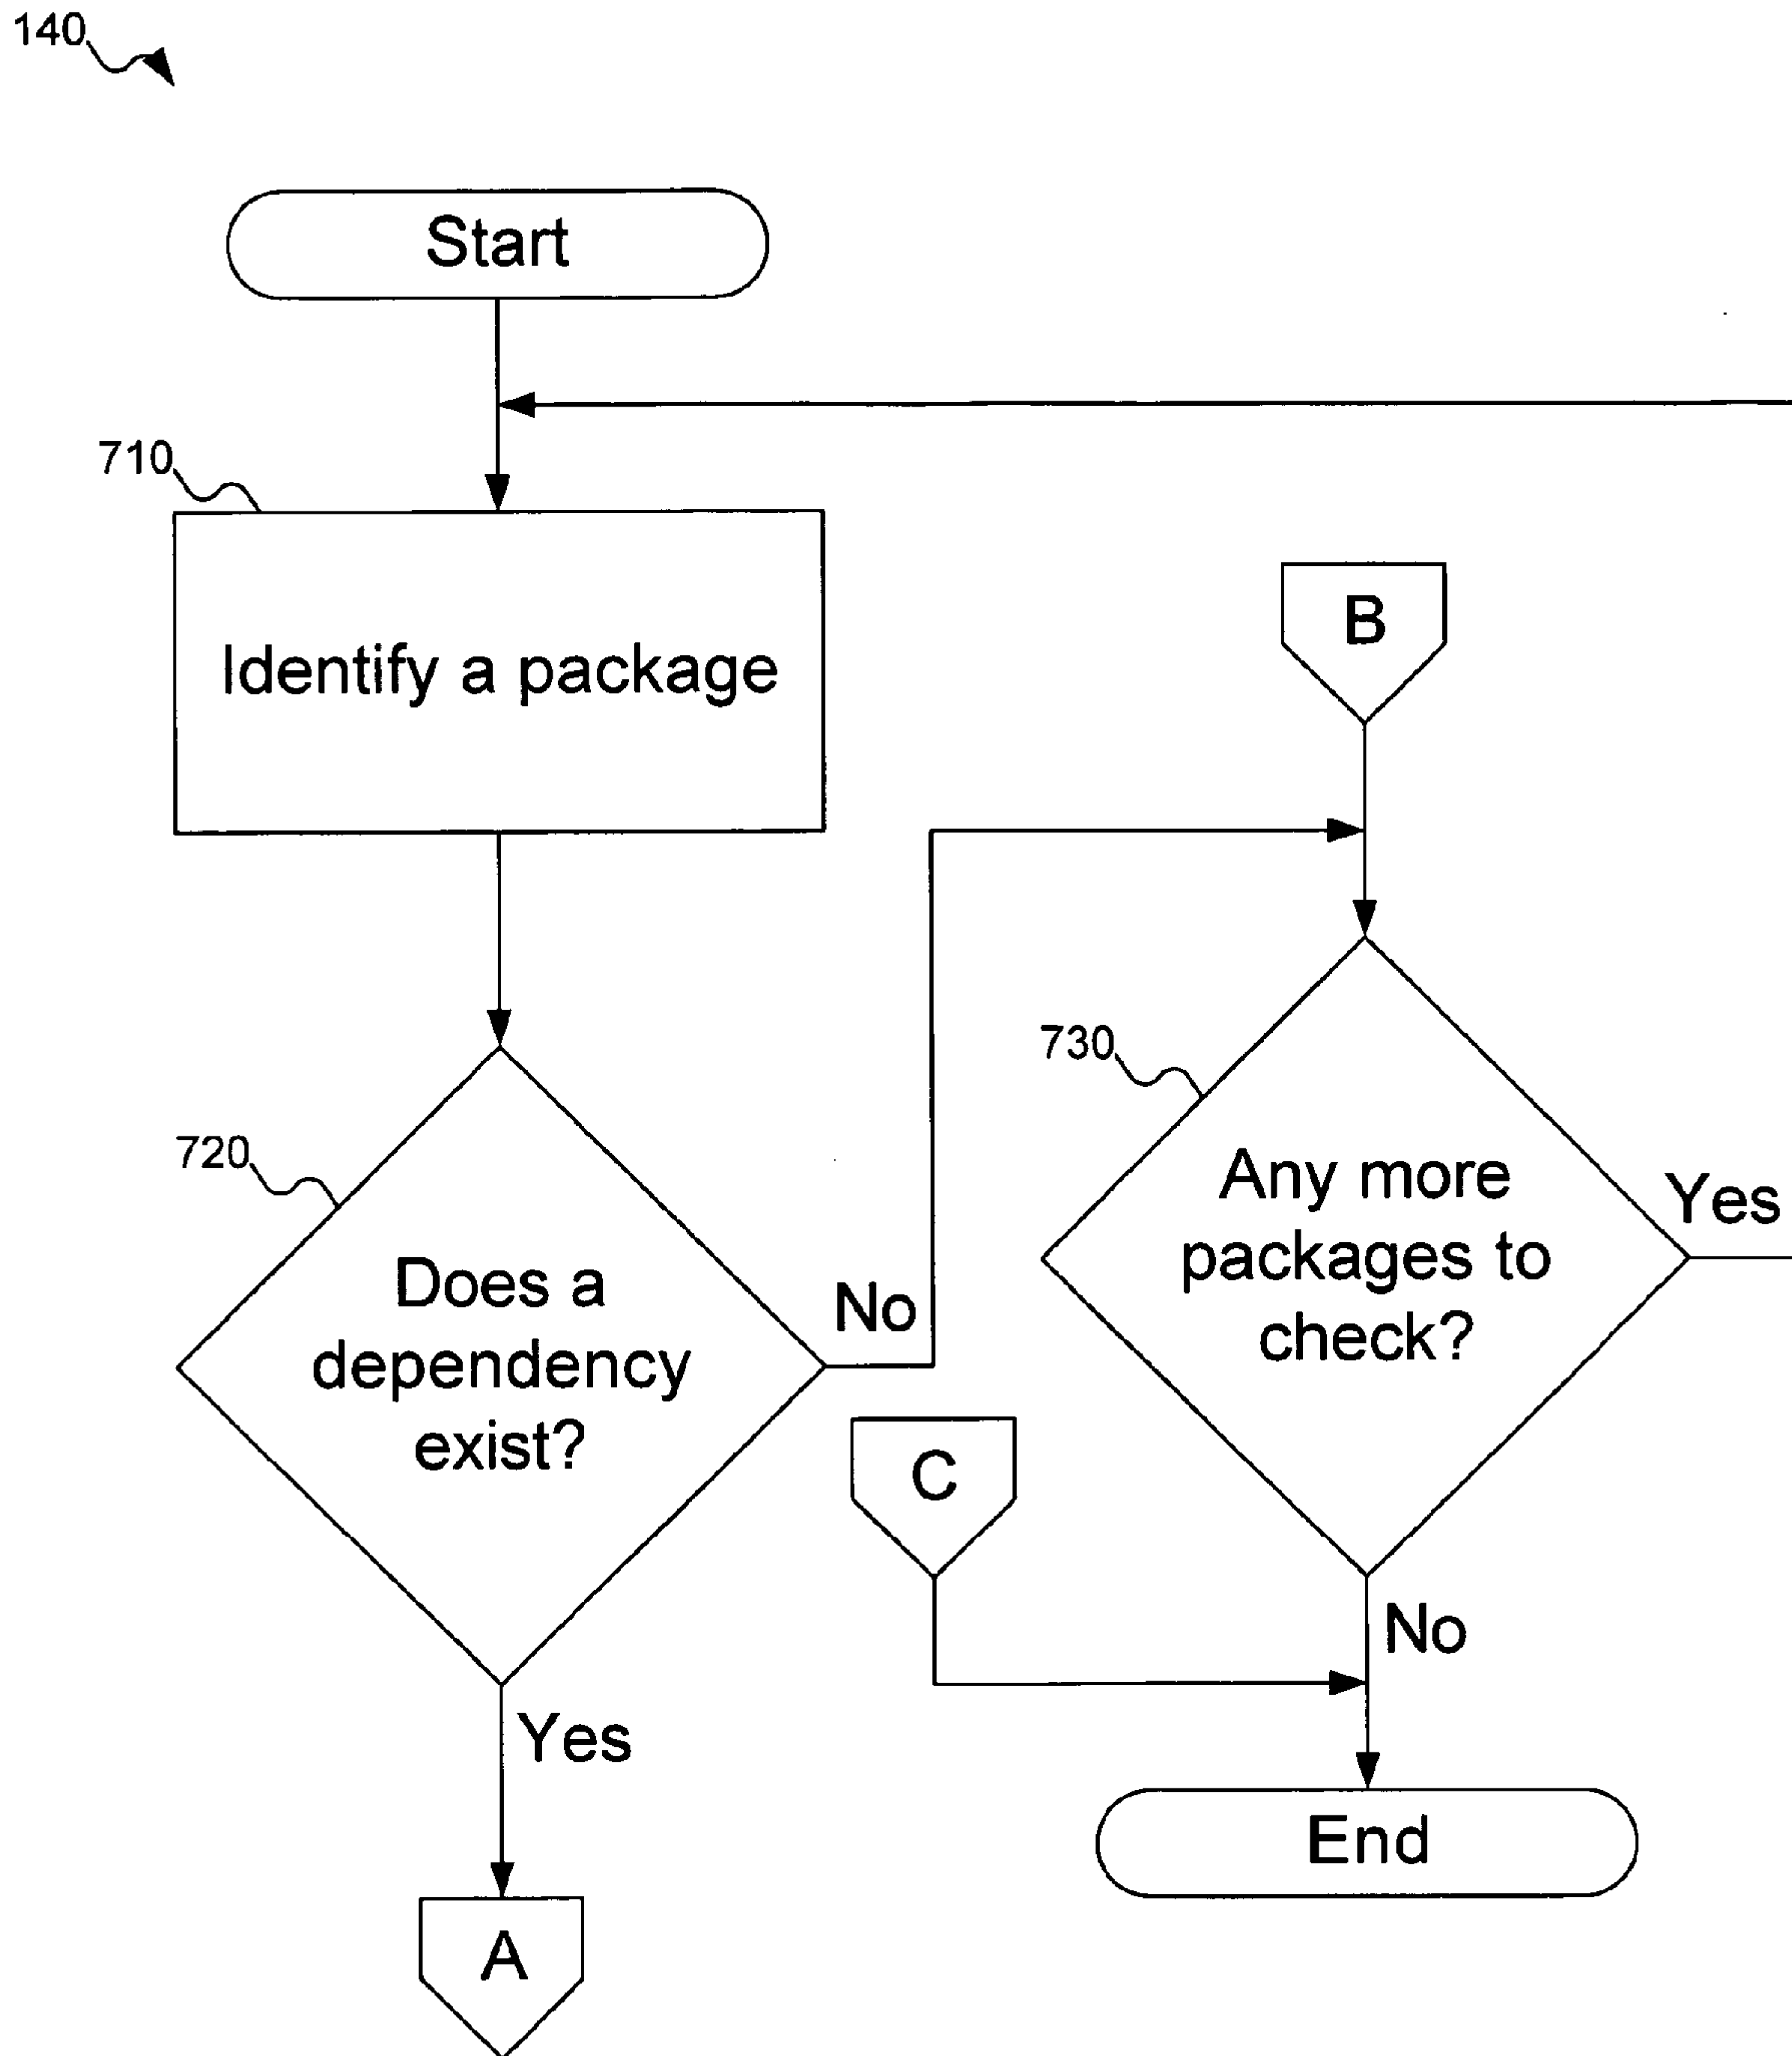 140
Start
710
Identify a package
B
730
Any more
packages to
check?
Yes
720
Does a
dependency
exist?
No
C
No
Yes
End
A